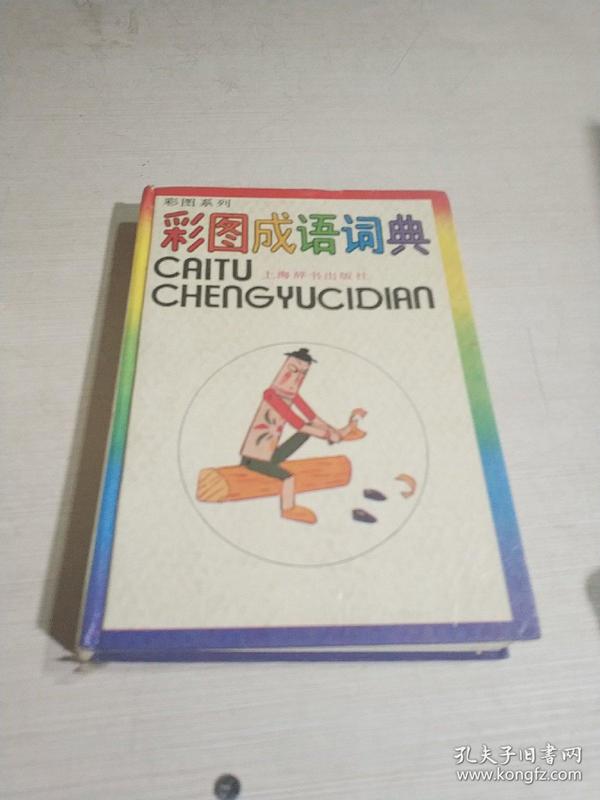 彩图系列
彩图成语词典
CAITU 上海辞书出版社
CHENGYUCIDIAN
孔夫子旧书网
www.kongfz.com